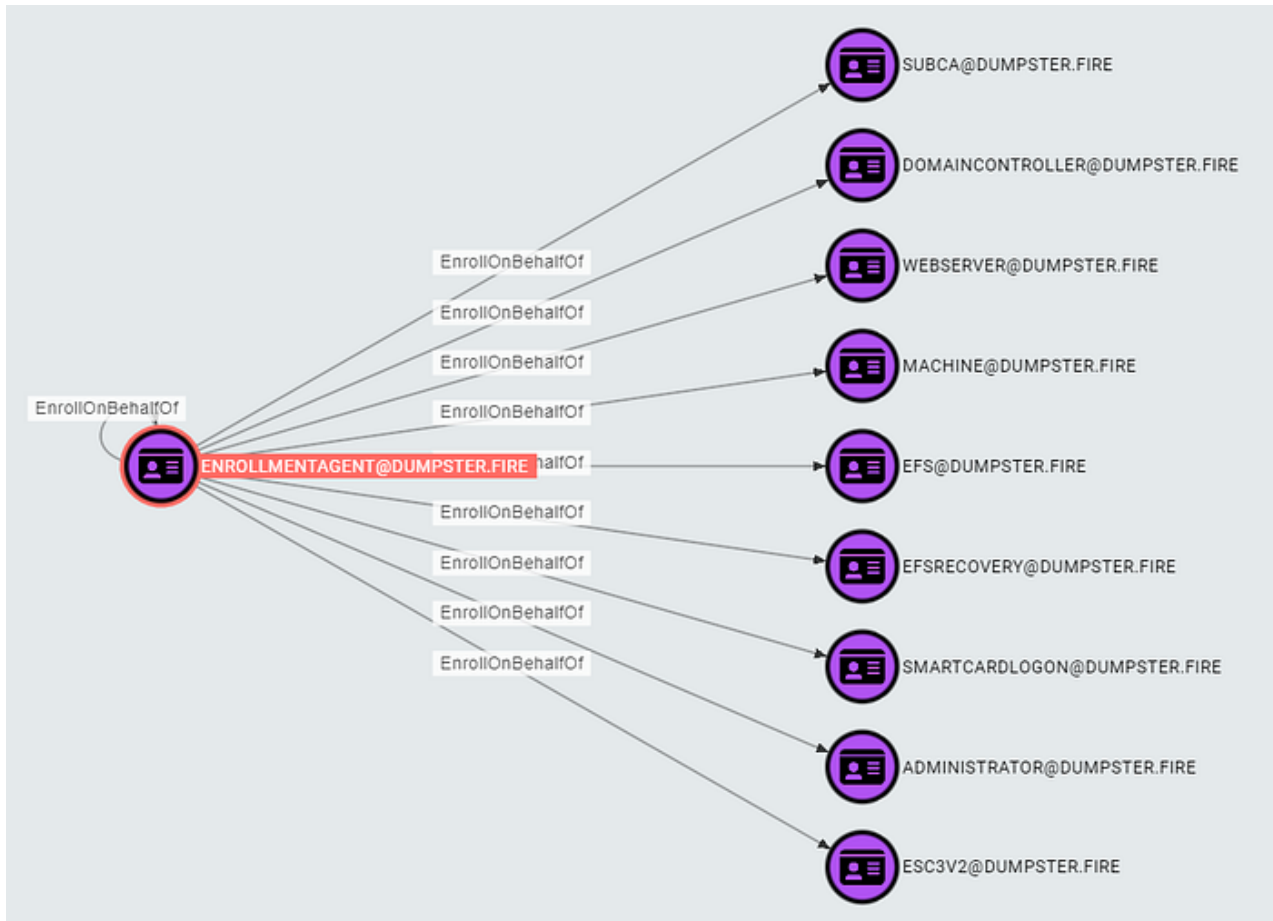 SUBCA@DUMPSTER.FIRE
DOMAINCONTROLLER@DUMPSTER.FIRE
EnrollOnBehalfOf
WEBSERVER@DUMPSTER.FIRE
EnrollOnBehalfOf
EnrollOnBehalfOf
MACHINE@DUMPSTER.FIRE
EnrollOnBehalfOf
EnrollOnBehalfOf
ENROLLMENTAGENT@DUMPSTER.FIRE
halfOf
EFS@DUMPSTER.FIRE
EnrollOnBehalfOf
EFSRECOVERY@DUMPSTER.FIRE
EnrollOnBehalfOf
EnrollOnBehalfOf
EnrollOnBehalfOf
SMARTCARDLOGON@DUMPSTER.FIRE
ADMINISTRATOR@DUMPSTER.FIRE
ESC3V2@DUMPSTER.FIRE